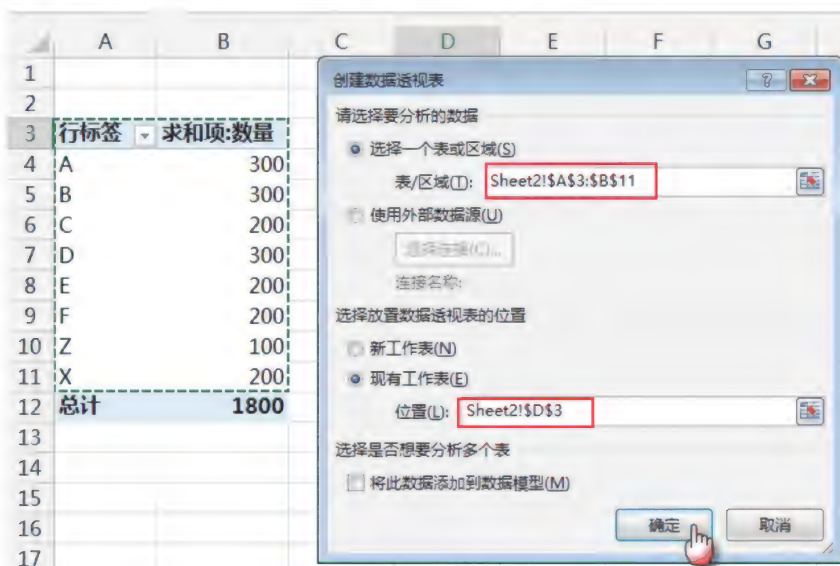 A B C D E F G
1
2
3 行标签 求和项:数量
4 A 300
5 B 300
6 C 200
7 D 300
8 E 200
9 F 200
10 Z 100
11 X 200
12 总计 1800
13
14
15
16
17
创建数据透视表
请选择要分析的数据
选择一个表或区域(S)
表/区域(T): Sheet2!$A$3:$B$11
使用外部数据源(U)
选择连接(C)...
连接名称:
选择放置数据透视表的位置
新工作表(N)
现有工作表(E)
位置(L): Sheet2!$D$3
选择是否想要分析多个表
将此数据添加到数据模型(M)
确定 取消